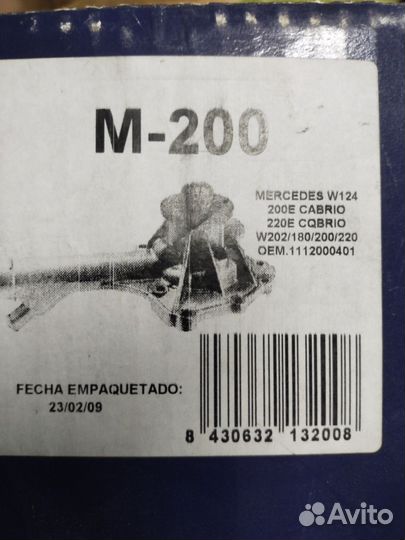 M-200
MERCEDES W124
200E CABRIO
220E CQBRIO
W202/180/200/220
OEM.1112000401
FECHA EMPAQUETADO:
23/02/09
8 430632 132008
Avito